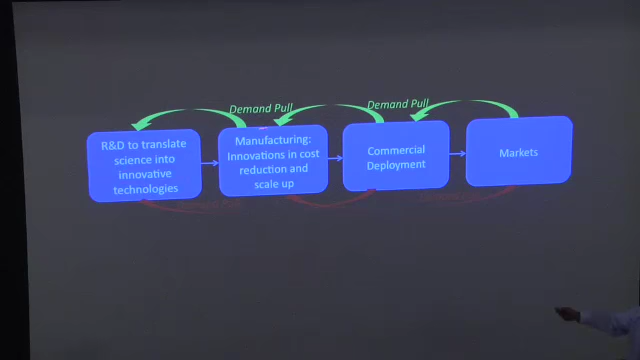 Demand Pull
Demand Pull
R&D to translate
science into
innovative
technologies
Manufacturing:
Innovations in cost
reduction and
scale up
Commercial
Deployment
Markets